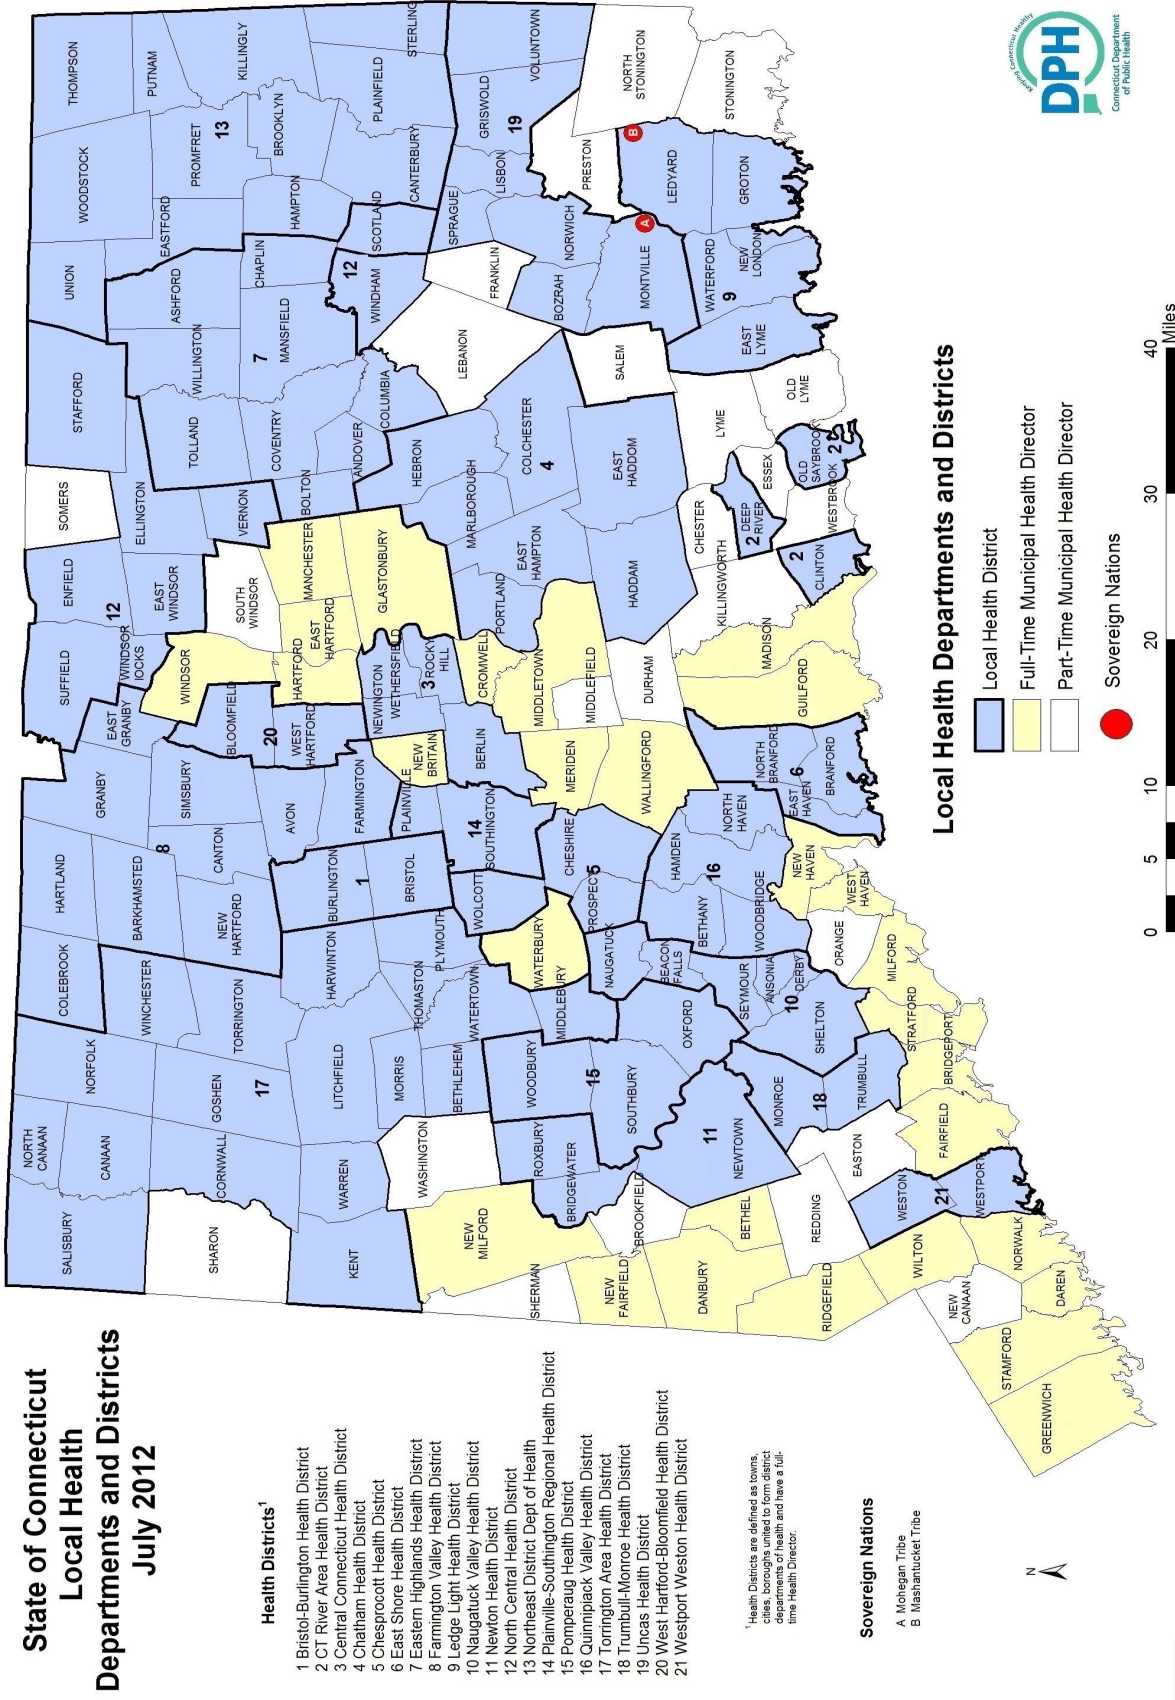 State of Connecticut
Local Health
Departments and Districts
July 2012
Health Districts1
1 Bristol-Burlington Health District
2 CT River Area Health District
3 Central Connecticut Health District
4 Chatham Health District
5 Chesprocott Health District
6 East Shore Health District
7 Eastern Highlands Health District
8 Farmington Valley Health District
9 Ledge Light Health District
10 Naugatuck Valley Health District
11 Newton Health District
12 North Central Health District
13 Northeast District Dept of Health
14 Plainville-Southington Regional Health District
15 Pomperaug Health District
16 Quinnipiack Valley Health District
17 Torrington Area Health District
18 Trumbull-Monroe Health District
19 Uncas Health District
20 West Hartford-Bloomfield Health District
21 Westport Weston Health District
1 Health Districts are defined as towns,
cities, boroughs united to form district
departments of health and have a full-
time Health Director.
Sovereign Nations
A Mohegan Tribe
B Mashantucket Tribe
N
SALISBURY
NORTH
CANAAN
CANAAN
NORFOLK
COLEBROOK
HARTLAND
GRANBY
SUFFIELD
ENFIELD
SOMERS
STAFFORD
UNION
WOODSTOCK
THOMPSON
EAST
GRANBY
WINDSOR
lOCKS
12
EAST
WINDSOR
ELLINGTON
PUTNAM
SHARON
CORNWALL
GOSHEN
17
WINCHESTER
TORRINGTON
BARKHAMSTED
8
NEW
HARTFORD
CANTON
SIMSBURY
BLOOMFIELD
WINDSOR
SOUTH
WINDSOR
VERNON
TOLLAND
WILLINGTON
ASHFORD
EASTFORD
PROMFRET
13
KILLINGLY
BROOKLYN
KENT
WARREN
LITCHFIELD
HARWINTON
BURLINGTON
1
AVON
20
WEST
HARTFORD
HARTFORD
EAST
HARTFORD
MANCHESTER
BOLTON
COVENTRY
7
MANSFIELD
CHAPLIN
HAMPTON
ANDOVER
COLUMBIA
WINDHAM
12
SCOTLAND
CANTERBURY
PLAINFIELD
STERLING
WASHINGTON
MORRIS
BETHLEHEM
THOMASTON
WATERTOWN
PLYMOUTH
BRISTOL
FARMINGTON
PLAINVILLE
NEW
BRITAIN
NEWINGTON
WETHERSFIELD
3
ROCKY
HILL
GLASTONBURY
HEBRON
LEBANON
FRANKLIN
SPRAGUE
LISBON
GRISWOLD
19
VOLUNTOWN
NEW
MILFORD
SHERMAN
ROXBURY
BRIDGEWATER
WOODBURY
15
SOUTHBURY
MIDDLEBURY
WATERBURY
WOLCOTT
14
SOUTHINGTON
BERLIN
CROMWELL
PORTLAND
MARLBOROUGH
EAST
HAMPTON
COLCHESTER
4
BOZRAH
NORWICH
PRESTON
NORTH
STONINGTON
NAUGATUCK
PROSPECT
5
CHESHIRE
MERIDEN
MIDDLETOWN
MIDDLEFIELD
DURHAM
HADDAM
EAST
HADDOM
SALEM
MONTVILLE
A
B
LEDYARD
STONINGTON
BROOKFIELD
NEW
FAIRFIELD
DANBURY
BETHEL
11
NEWTOWN
OXFORD
BEACON
FALLS
SEYMOUR
BETHANY
HAMDEN
16
WALLINGFORD
NORTH
HAVEN
WOODBRIDGE
ANSONIA
DERBY
10
SHELTON
MONROE
18
TRUMBULL
KILLINGWORTH
CHESTER
LYME
ESSEX
2
DEEP
RIVER
WATERFORD
9
NEW
LONDON
EAST
LYME
GROTON
OLD
LYME
OLD
SAYBROOK
2
WESTBROOK
2
CLINTON
MADISON
GUILFORD
NORTH
BRANFORD
6
BRANFORD
EAST
HAVEN
NEW
HAVEN
WEST
HAVEN
ORANGE
MILFORD
STRATFORD
BRIDGEPORT
FAIRFIELD
EASTON
REDDING
RIDGEFIELD
WESTON
21
WESTPORT
WILTON
NORWALK
NEW
CANAAN
DAREN
STAMFORD
GREENWICH
Local Health Departments and Districts
Local Health District
Full-Time Municipal Health Director
Part-Time Municipal Health Director
Sovereign Nations
0 5 10 20 30 40
Miles
Keeping Connecticut Healthy
DPH
Connecticut Department
of Public Health